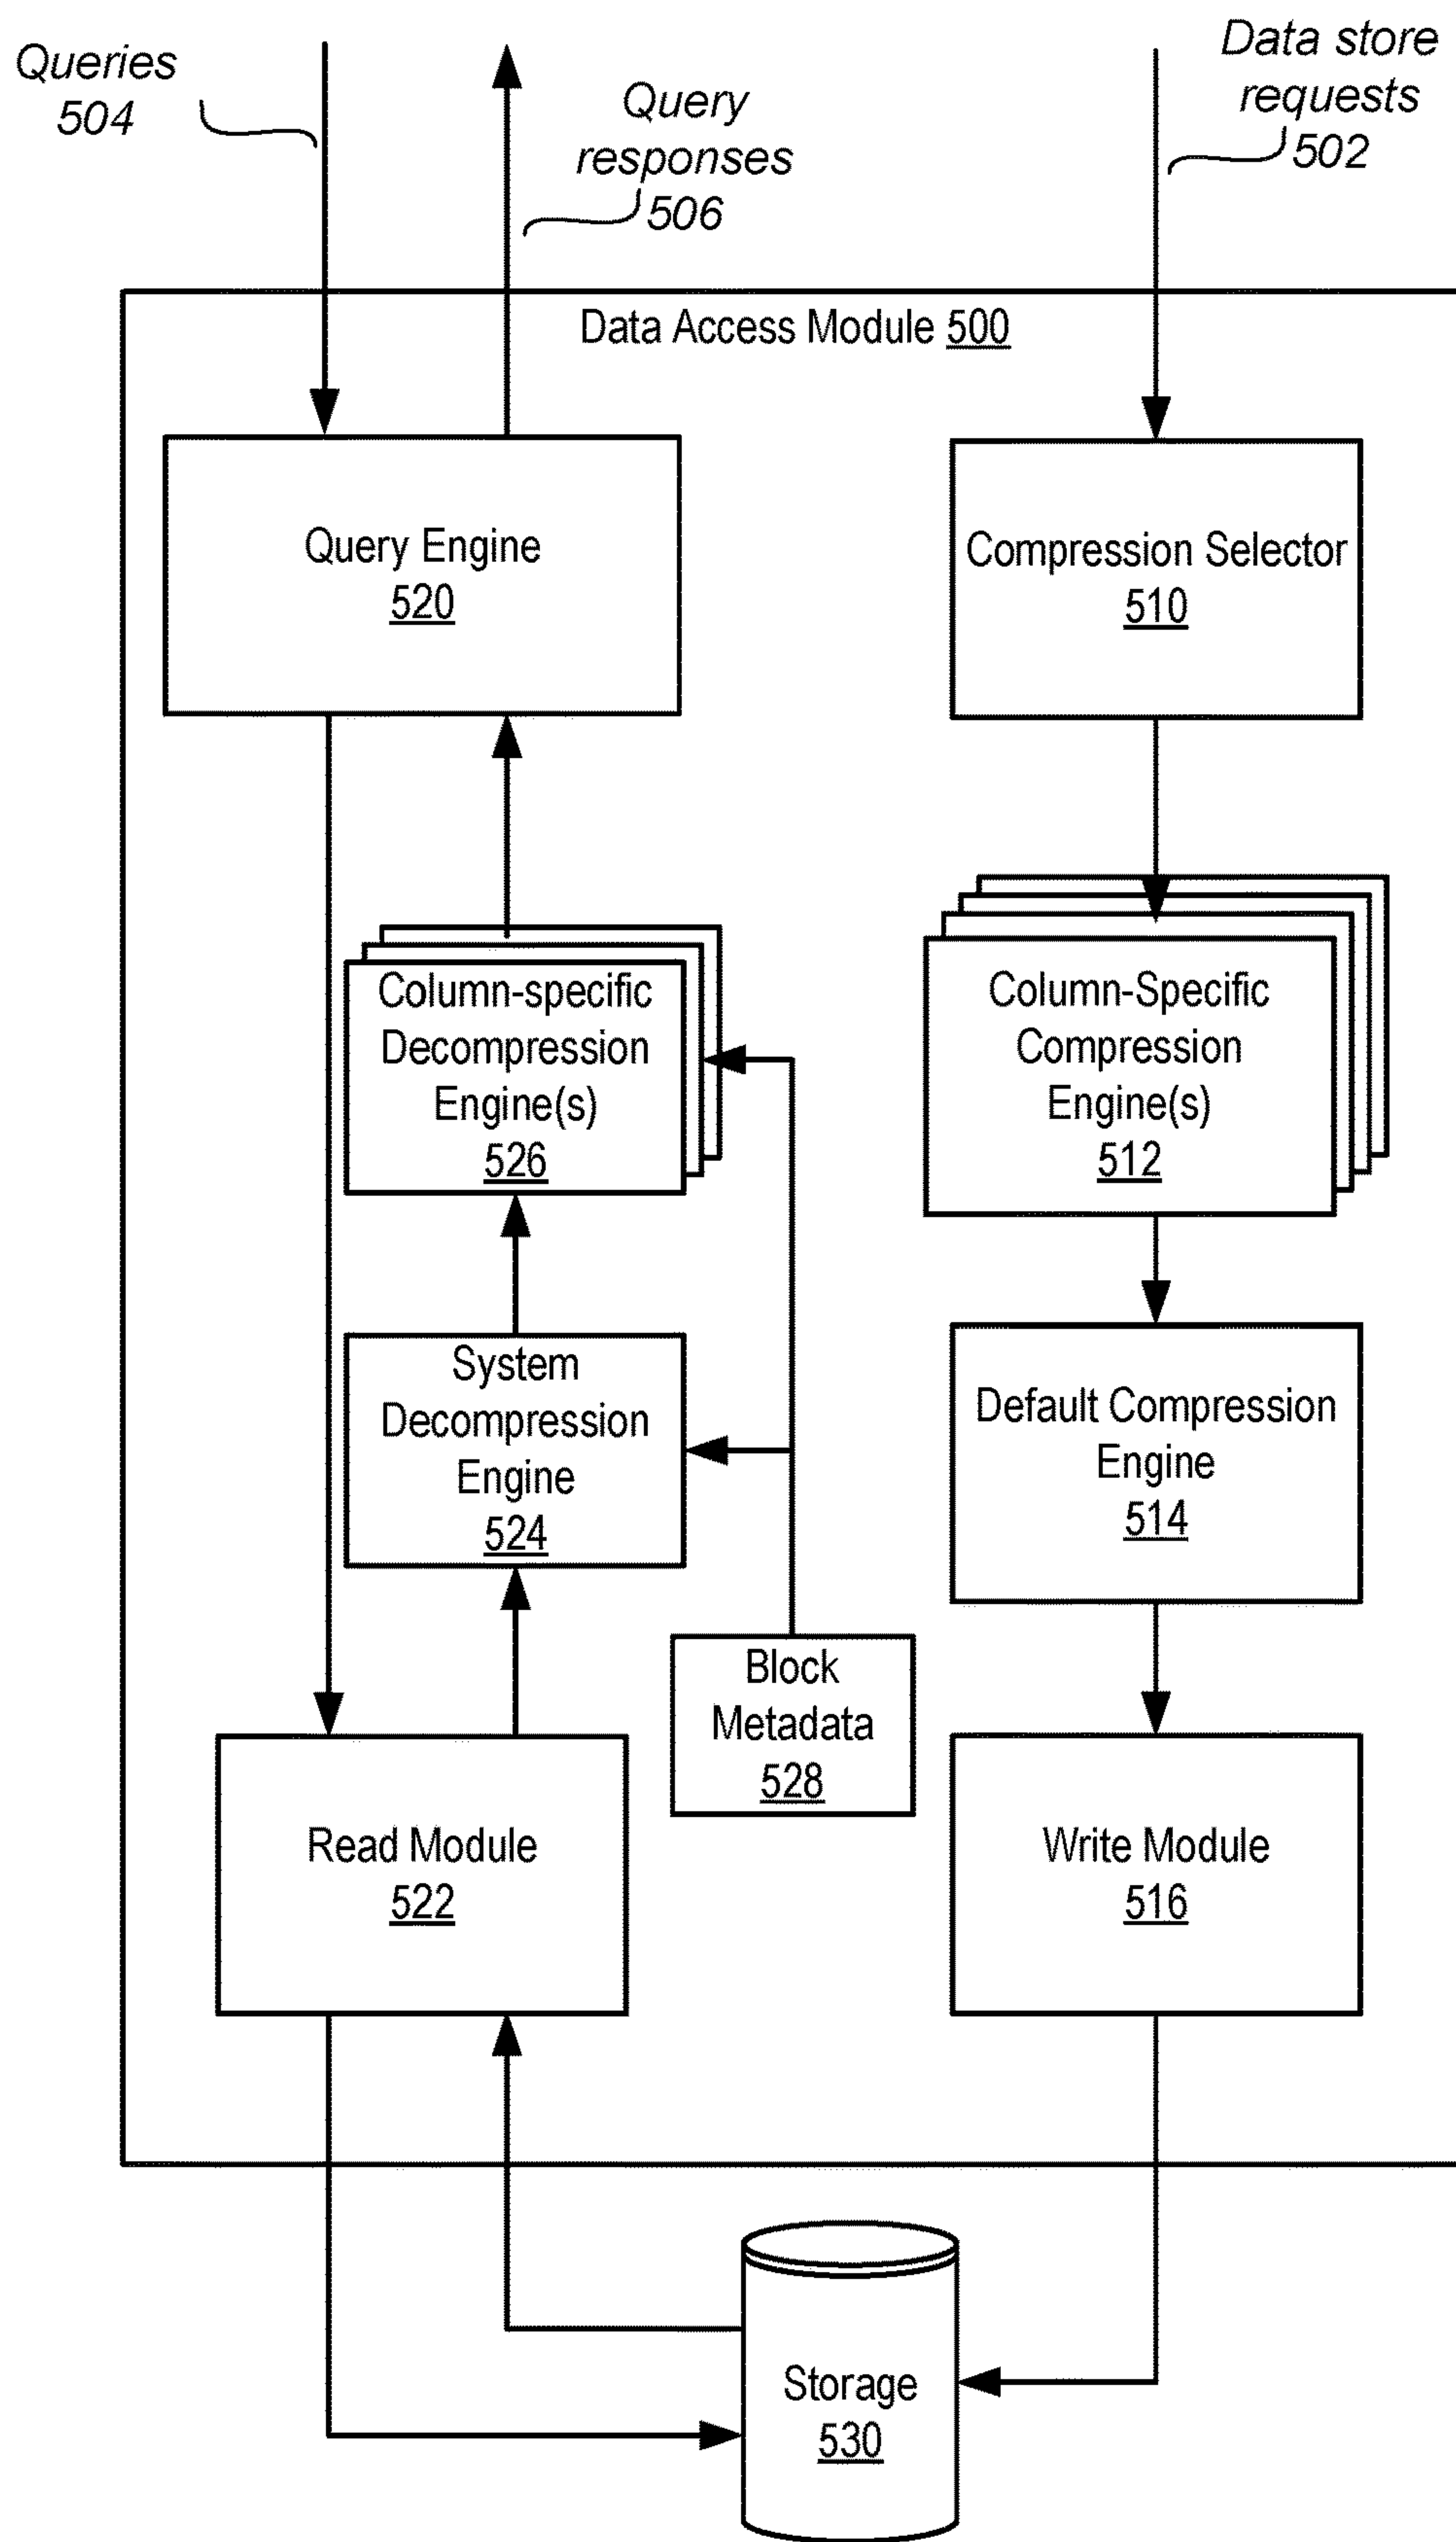 Queries
504
Query
responses
506
Data store
requests
502
Data Access Module 500
Query Engine
520
Compression Selector
510
Column-specific
Decompression
Engine(s)
526
Column-Specific
Compression
Engine(s)
512
System
Decompression
Engine
524
Default Compression
Engine
514
Block
Metadata
528
Read Module
522
Write Module
516
Storage
530